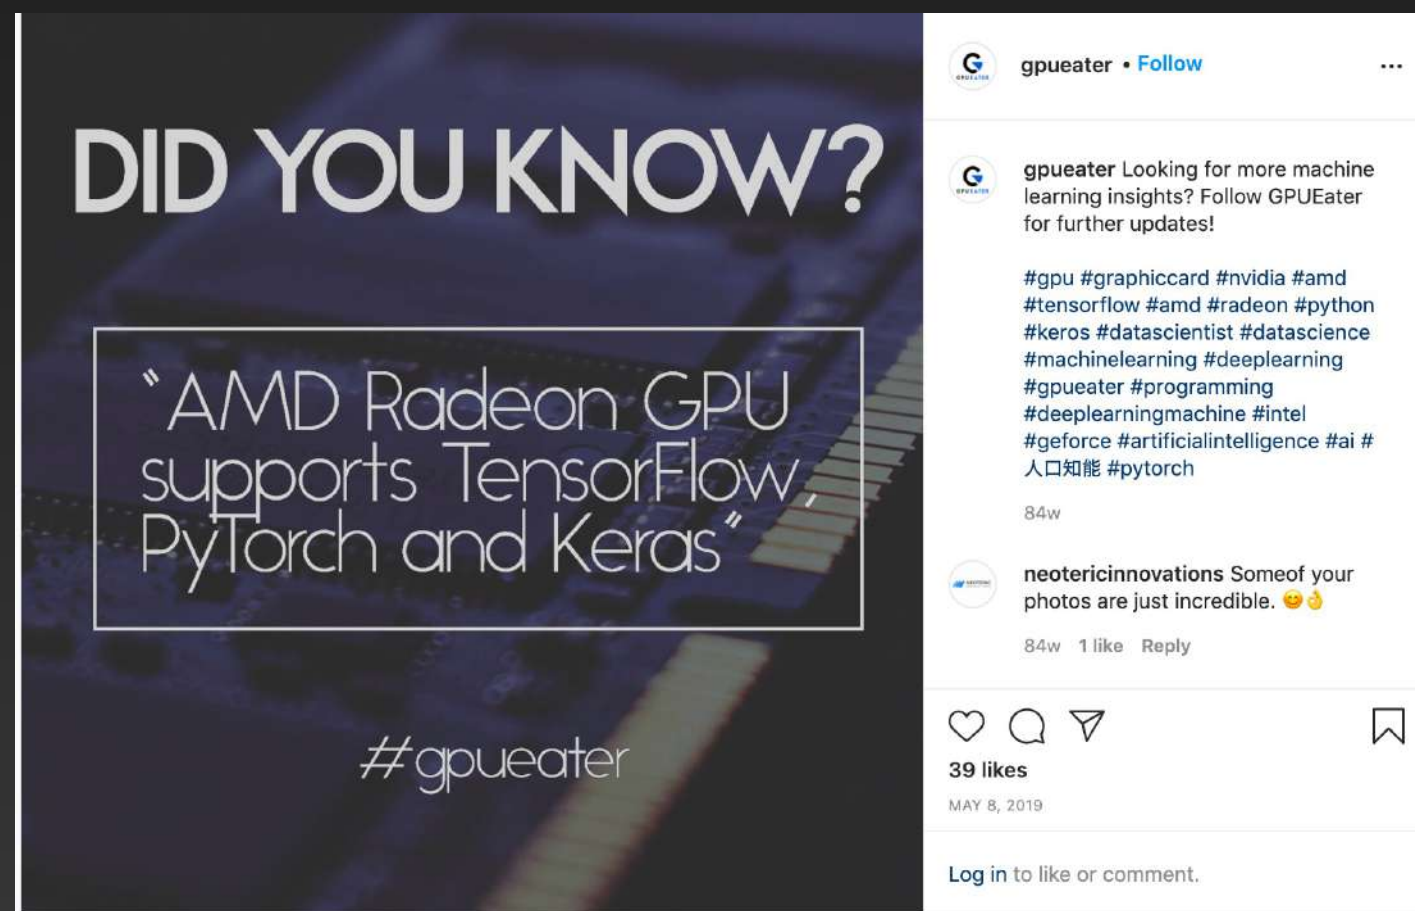 DID YOU KNOW?
"AMD Radeon GPU
supports TensorFlow,
PyTorch and Keras"
#gpueater
G
GPUEATER
gpueater • Follow
G
GPUEATER
gpueater Looking for more machine
learning insights? Follow GPUEater
for further updates!
#gpu #graphiccard #nvidia #amd
#tensorflow #amd #radeon #python
#keros #datascientist #datascience
#machinelearning #deeplearning
#gpueater #programming
#deeplearningmachine #intel
#geforce #artificialintelligence #ai #
人口知能 #pytorch
84w
neotericinnovations Someof your
photos are just incredible. 😊👌
84w 1 like Reply
39 likes
MAY 8, 2019
Log in to like or comment.